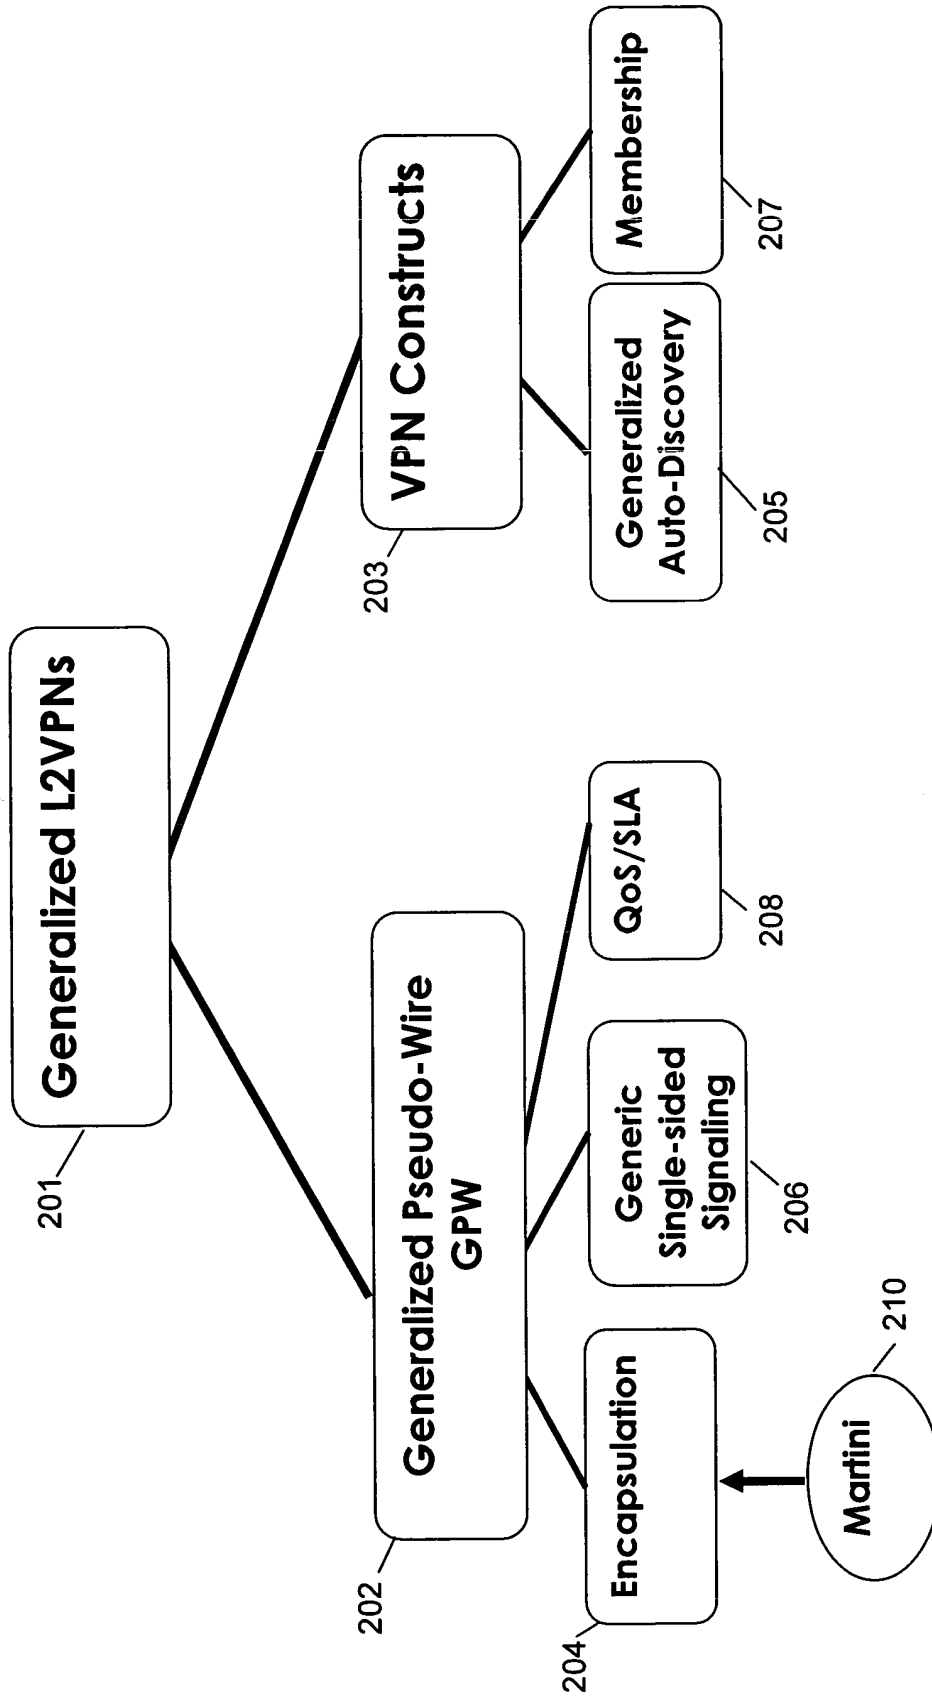 Generalized L2VPNs
201
Generalized Pseudo-Wire
GPW
202
VPN Constructs
203
Encapsulation
204
Generic
Single-sided
Signaling
206
QoS/SLA
208
Generalized
Auto-Discovery
205
Membership
207
Martini
210